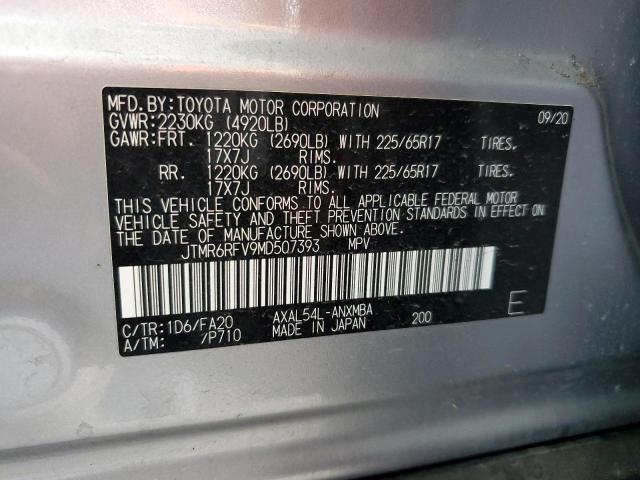 MFD.BY:TOYOTA MOTOR CORPORATION 09/20
GVWR:2230KG (4920LB)
GAWR:FRT. 1220KG (2690LB) WITH 225/65R17 TIRES.
17X7J RIMS.
RR. 1220KG (2690LB) WITH 225/65R17 TIRES.
17X7J RIMS.
THIS VEHICLE CONFORMS TO ALL APPLICABLE FEDERAL MOTOR
VEHICLE SAFETY AND THEFT PREVENTION STANDARDS IN EFFECT ON
THE DATE OF MANUFACTURE SHOWN ABOVE.
JTMR6RFV9MD507393 MPV
C/TR:1D6/FA20 AXAL54L-ANXMBA 200 E
A/TM: /P710 MADE IN JAPAN